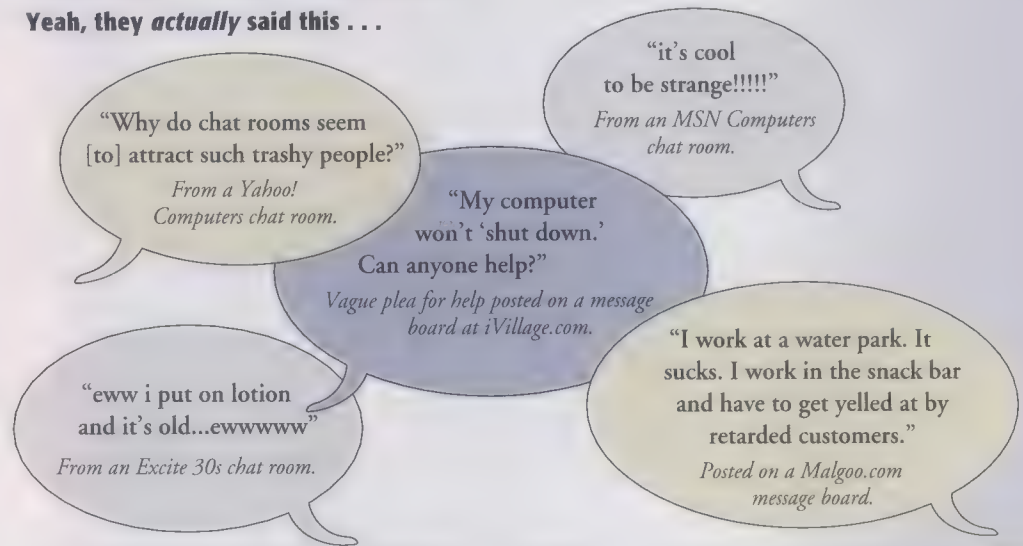 Yeah, they actually said this . . .
“it’s cool
to be strange!!!!!”
From an MSN Computers
chat room.
“Why do chat rooms seem
[to] attract such trashy people?”
From a Yahoo!
Computers chat room.
“My computer
won’t ‘shut down.’
Can anyone help?”
Vague plea for help posted on a message
board at iVillage.com.
“I work at a water park. It
sucks. I work in the snack bar
and have to get yelled at by
retarded customers.”
Posted on a Malgoo.com
message board.
“eww i put on lotion
and it’s old...ewwwww”
From an Excite 30s chat room.